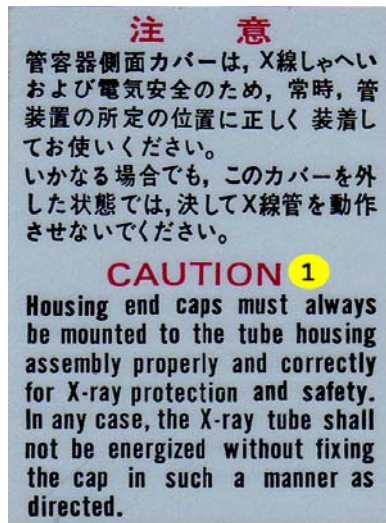 注 意
管容器側面カバーは, X線しゃへい
および電気安全のため, 常時, 管
装置の所定の位置に正しく 装着し
てお使いください。
いかなる場合でも, このカバーを外
した状態では, 決してX線管を動作
させないでください。
CAUTION 1
Housing end caps must always
be mounted to the tube housing
assembly properly and correctly
for X-ray protection and safety.
In any case, the X-ray tube shall
not be energized without fixing
the cap in such a manner as
directed.